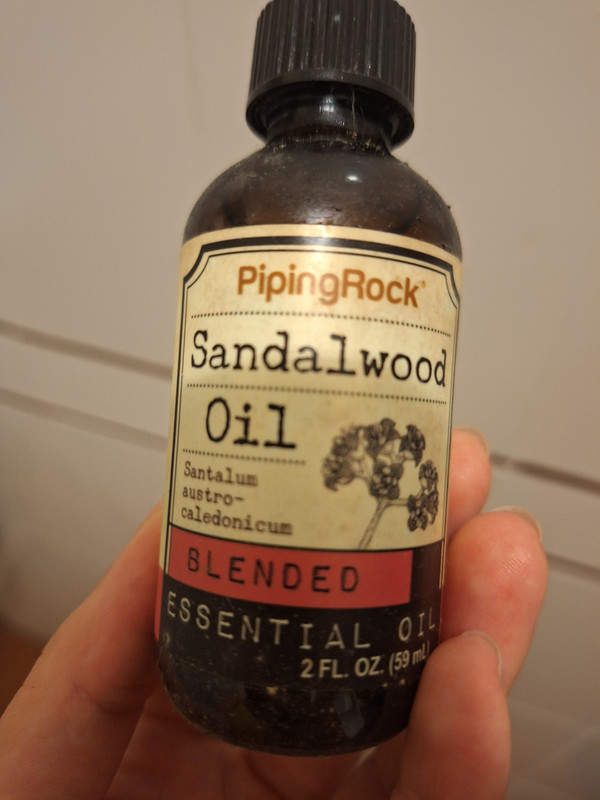 PipingRock®
Sandalwood
Oil
Santalum
austro-
caledonicum
BLENDED
ESSENTIAL OIL
2 FL. OZ. (59 mL)